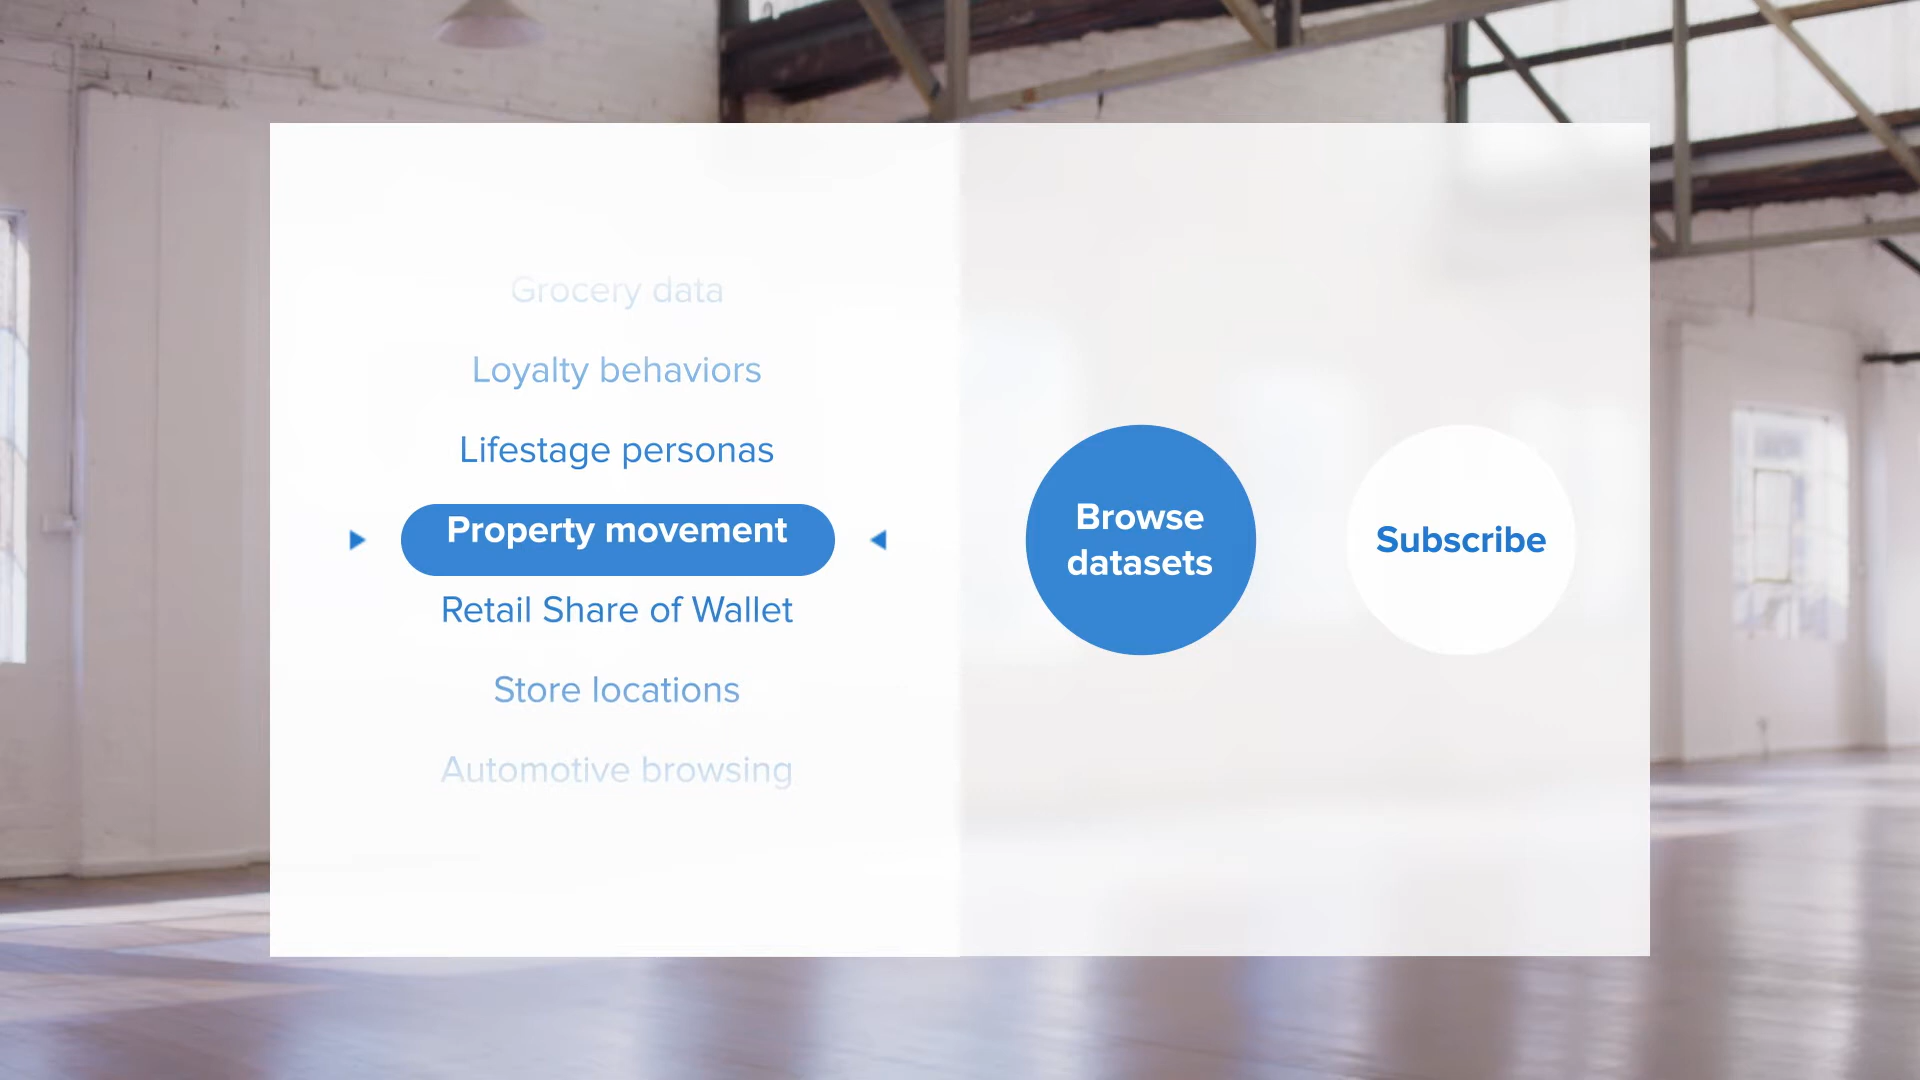 Grocery data
Loyalty behaviors
Lifestage personas
Property movement
Retail Share of Wallet
Store locations
Automotive browsing
Browse
datasets
Subscribe